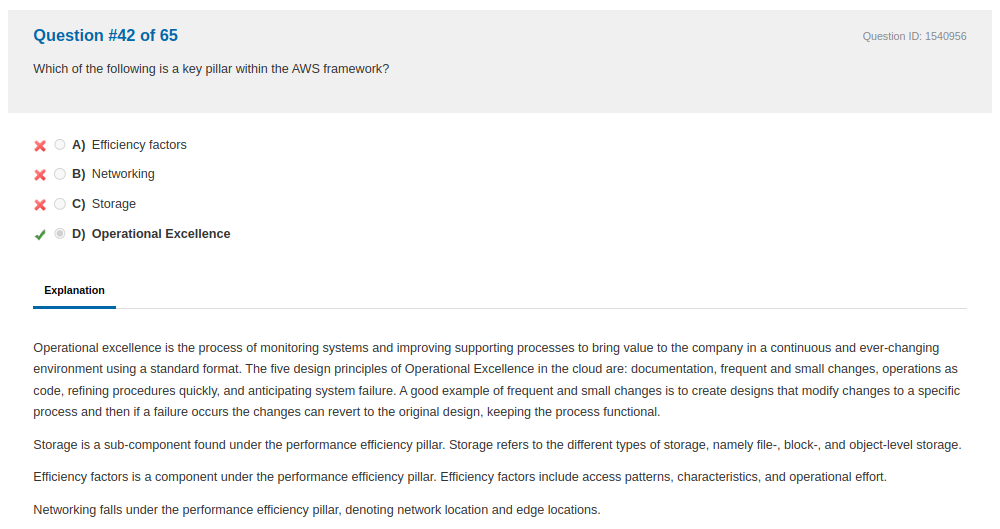 Question #42 of 65
Question ID: 1540956
Which of the following is a key pillar within the AWS framework?
A) Efficiency factors
B) Networking
C) Storage
D) Operational Excellence
Explanation
Operational excellence is the process of monitoring systems and improving supporting processes to bring value to the company in a continuous and ever-changing
environment using a standard format. The five design principles of Operational Excellence in the cloud are: documentation, frequent and small changes, operations as
code, refining procedures quickly, and anticipating system failure. A good example of frequent and small changes is to create designs that modify changes to a specific
process and then if a failure occurs the changes can revert to the original design, keeping the process functional.
Storage is a sub-component found under the performance efficiency pillar. Storage refers to the different types of storage, namely file-, block-, and object-level storage.
Efficiency factors is a component under the performance efficiency pillar. Efficiency factors include access patterns, characteristics, and operational effort.
Networking falls under the performance efficiency pillar, denoting network location and edge locations.